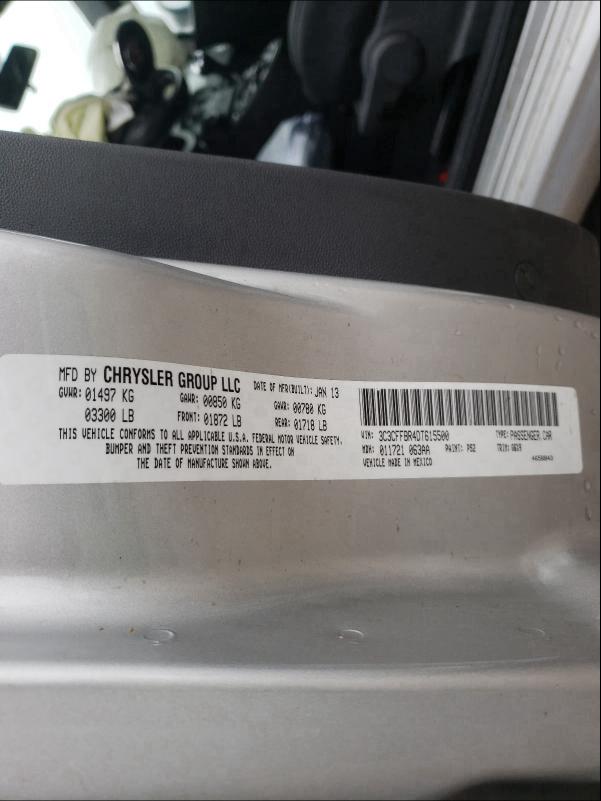 MFD BY CHRYSLER GROUP LLC DATE OF MFR(BUILT): JAN 13
GVWR: 01497 KG GAWR: 00850 KG GAWR: 00780 KG
03300 LB FRONT: 01872 LB REAR: 01718 LB
THIS VEHICLE CONFORMS TO ALL APPLICABLE U.S.A. FEDERAL MOTOR VEHICLE SAFETY,
BUMPER AND THEFT PREVENTION STANDARDS IN EFFECT ON
THE DATE OF MANUFACTURE SHOWN ABOVE.
VIN: 3C3CFFBR4DT615500 TYPE: PASSENGER CAR
MDH: 011721 063AA PAINT: PS2 TRIM:
VEHICLE MADE IN MEXICO